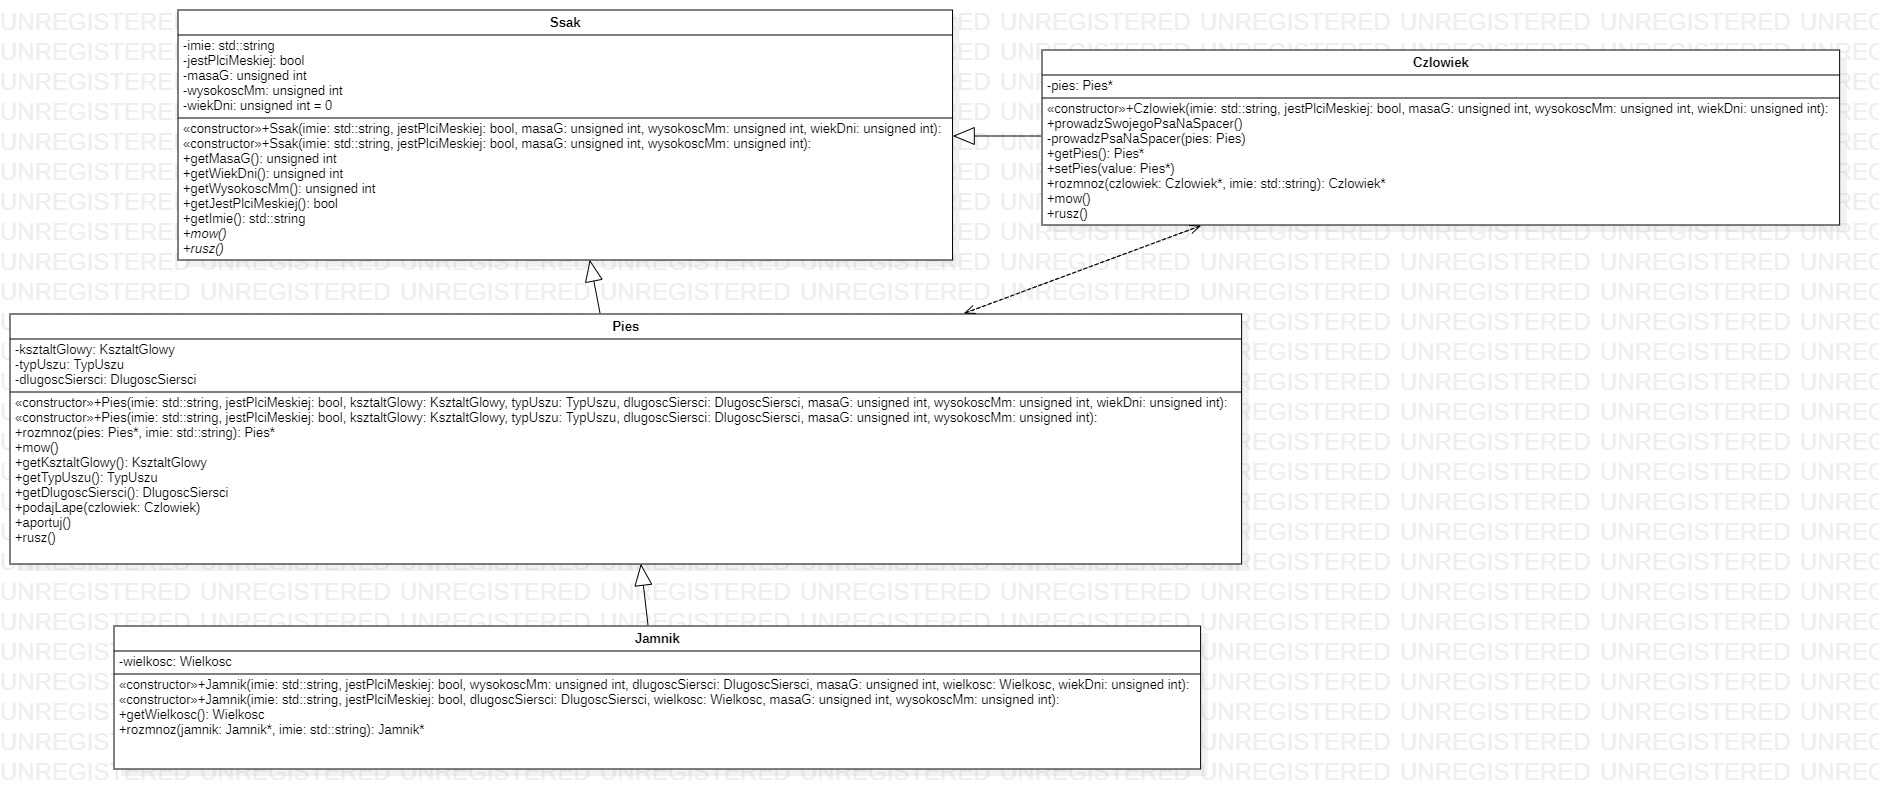 Ssak
-imie: std::string
-jestPlciMeskiej: bool
-masaG: unsigned int
-wysokoscMm: unsigned int
-wiekDni: unsigned int = 0
«constructor»+Ssak(imie: std::string, jestPlciMeskiej: bool, masaG: unsigned int, wysokoscMm: unsigned int, wiekDni: unsigned int):
«constructor»+Ssak(imie: std::string, jestPlciMeskiej: bool, masaG: unsigned int, wysokoscMm: unsigned int):
+getMasaG(): unsigned int
+getWiekDni(): unsigned int
+getWysokoscMm(): unsigned int
+getJestPlciMeskiej(): bool
+getImie(): std::string
+mow()
+rusz()
Czlowiek
-pies: Pies*
«constructor»+Czlowiek(imie: std::string, jestPlciMeskiej: bool, masaG: unsigned int, wysokoscMm: unsigned int, wiekDni: unsigned int):
+prowadzSwojegoPsaNaSpacer()
-prowadzPsaNaSpacer(pies: Pies)
+getPies(): Pies*
+setPies(value: Pies*)
+rozmnoz(czlowiek: Czlowiek*, imie: std::string): Czlowiek*
+mow()
+rusz()
Pies
-ksztaltGlowy: KsztaltGlowy
-typUszu: TypUszu
-dlugoscSiersci: DlugoscSiersci
«constructor»+Pies(imie: std::string, jestPlciMeskiej: bool, ksztaltGlowy: KsztaltGlowy, typUszu: TypUszu, dlugoscSiersci: DlugoscSiersci, masaG: unsigned int, wysokoscMm: unsigned int, wiekDni: unsigned int):
«constructor»+Pies(imie: std::string, jestPlciMeskiej: bool, ksztaltGlowy: KsztaltGlowy, typUszu: TypUszu, dlugoscSiersci: DlugoscSiersci, masaG: unsigned int, wysokoscMm: unsigned int):
+rozmnoz(pies: Pies*, imie: std::string): Pies*
+mow()
+getKsztaltGlowy(): KsztaltGlowy
+getTypUszu(): TypUszu
+getDlugoscSiersci(): DlugoscSiersci
+podajLape(czlowiek: Czlowiek)
+aportuj()
+rusz()
Jamnik
-wielkosc: Wielkosc
«constructor»+Jamnik(imie: std::string, jestPlciMeskiej: bool, wysokoscMm: unsigned int, dlugoscSiersci: DlugoscSiersci, masaG: unsigned int, wielkosc: Wielkosc, wiekDni: unsigned int):
«constructor»+Jamnik(imie: std::string, jestPlciMeskiej: bool, dlugoscSiersci: DlugoscSiersci, wielkosc: Wielkosc, masaG: unsigned int, wysokoscMm: unsigned int):
+getWielkosc(): Wielkosc
+rozmnoz(jamnik: Jamnik*, imie: std::string): Jamnik*
UNREGISTERED